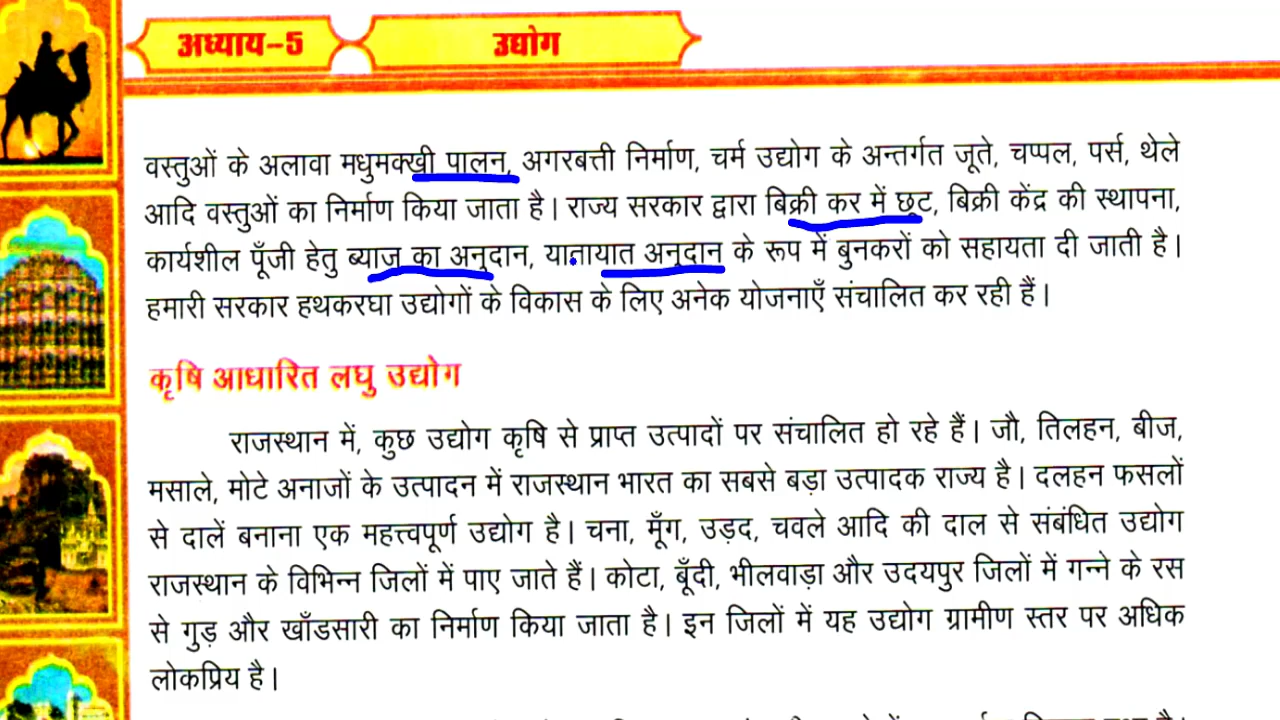 अध्याय-5 उद्योग
वस्तुओं के अलावा मधुमक्खी पालन, अगरबत्ती निर्माण, चर्म उद्योग के अन्तर्गत जूते, चप्पल, पर्स, थेले
आदि वस्तुओं का निर्माण किया जाता है। राज्य सरकार द्वारा बिक्री कर में छूट, बिक्री केंद्र की स्थापना,
कार्यशील पूँजी हेतु ब्याज का अनुदान, यातायात अनुदान के रूप में बुनकरों को सहायता दी जाती है।
हमारी सरकार हथकरघा उद्योगों के विकास के लिए अनेक योजनाएँ संचालित कर रही हैं।
कृषि आधारित लघु उद्योग
राजस्थान में, कुछ उद्योग कृषि से प्राप्त उत्पादों पर संचालित हो रहे हैं। जौ, तिलहन, बीज,
मसाले, मोटे अनाजों के उत्पादन में राजस्थान भारत का सबसे बड़ा उत्पादक राज्य है। दलहन फसलों
से दालें बनाना एक महत्त्वपूर्ण उद्योग है। चना, मूँग, उड़द, चवले आदि की दाल से संबंधित उद्योग
राजस्थान के विभिन्न जिलों में पाए जाते हैं। कोटा, बूँदी, भीलवाड़ा और उदयपुर जिलों में गन्ने के रस
से गुड़ और खाँडसारी का निर्माण किया जाता है। इन जिलों में यह उद्योग ग्रामीण स्तर पर अधिक
लोकप्रिय है।